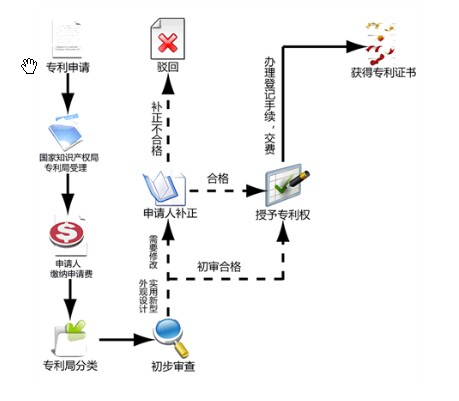 专利申请
国家知识产权局
专利局受理
申请人
缴纳申请费
专利局分类
初步审查
实用新型
外观设计
需要修改
初审合格
申请人补正
补正不合格
驳回
合格
授予专利权
办理登记手续，交费
获得专利证书